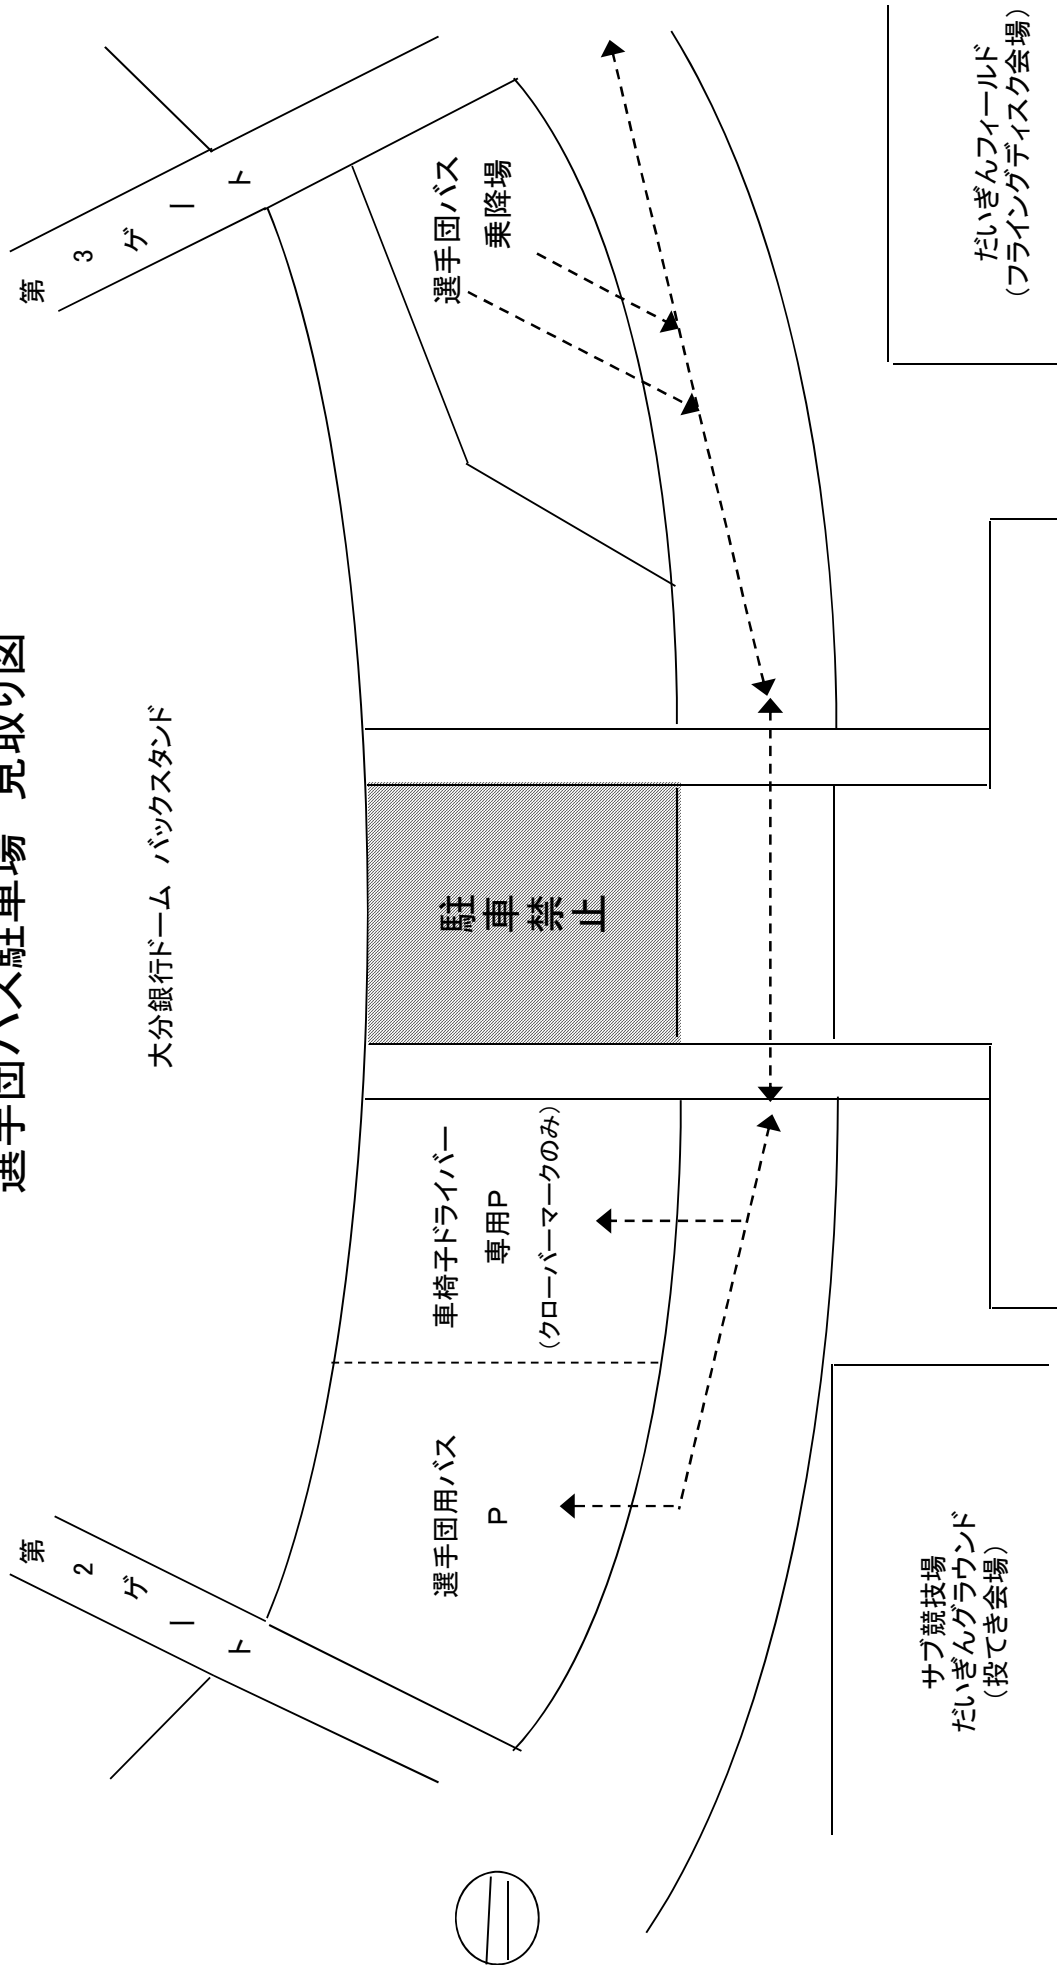 選手団バス駐車場 見取り図
大分銀行ドーム バックスタンド
第2ゲート
第3ゲート
選手団用バス
P
車椅子ドライバー
専用P
（クローバーマークのみ）
駐車禁止
選手団バス
乗降場
サブ競技場
だいぎんグラウンド
（投てき会場）
だいぎんフィールド
（フライングディスク会場）